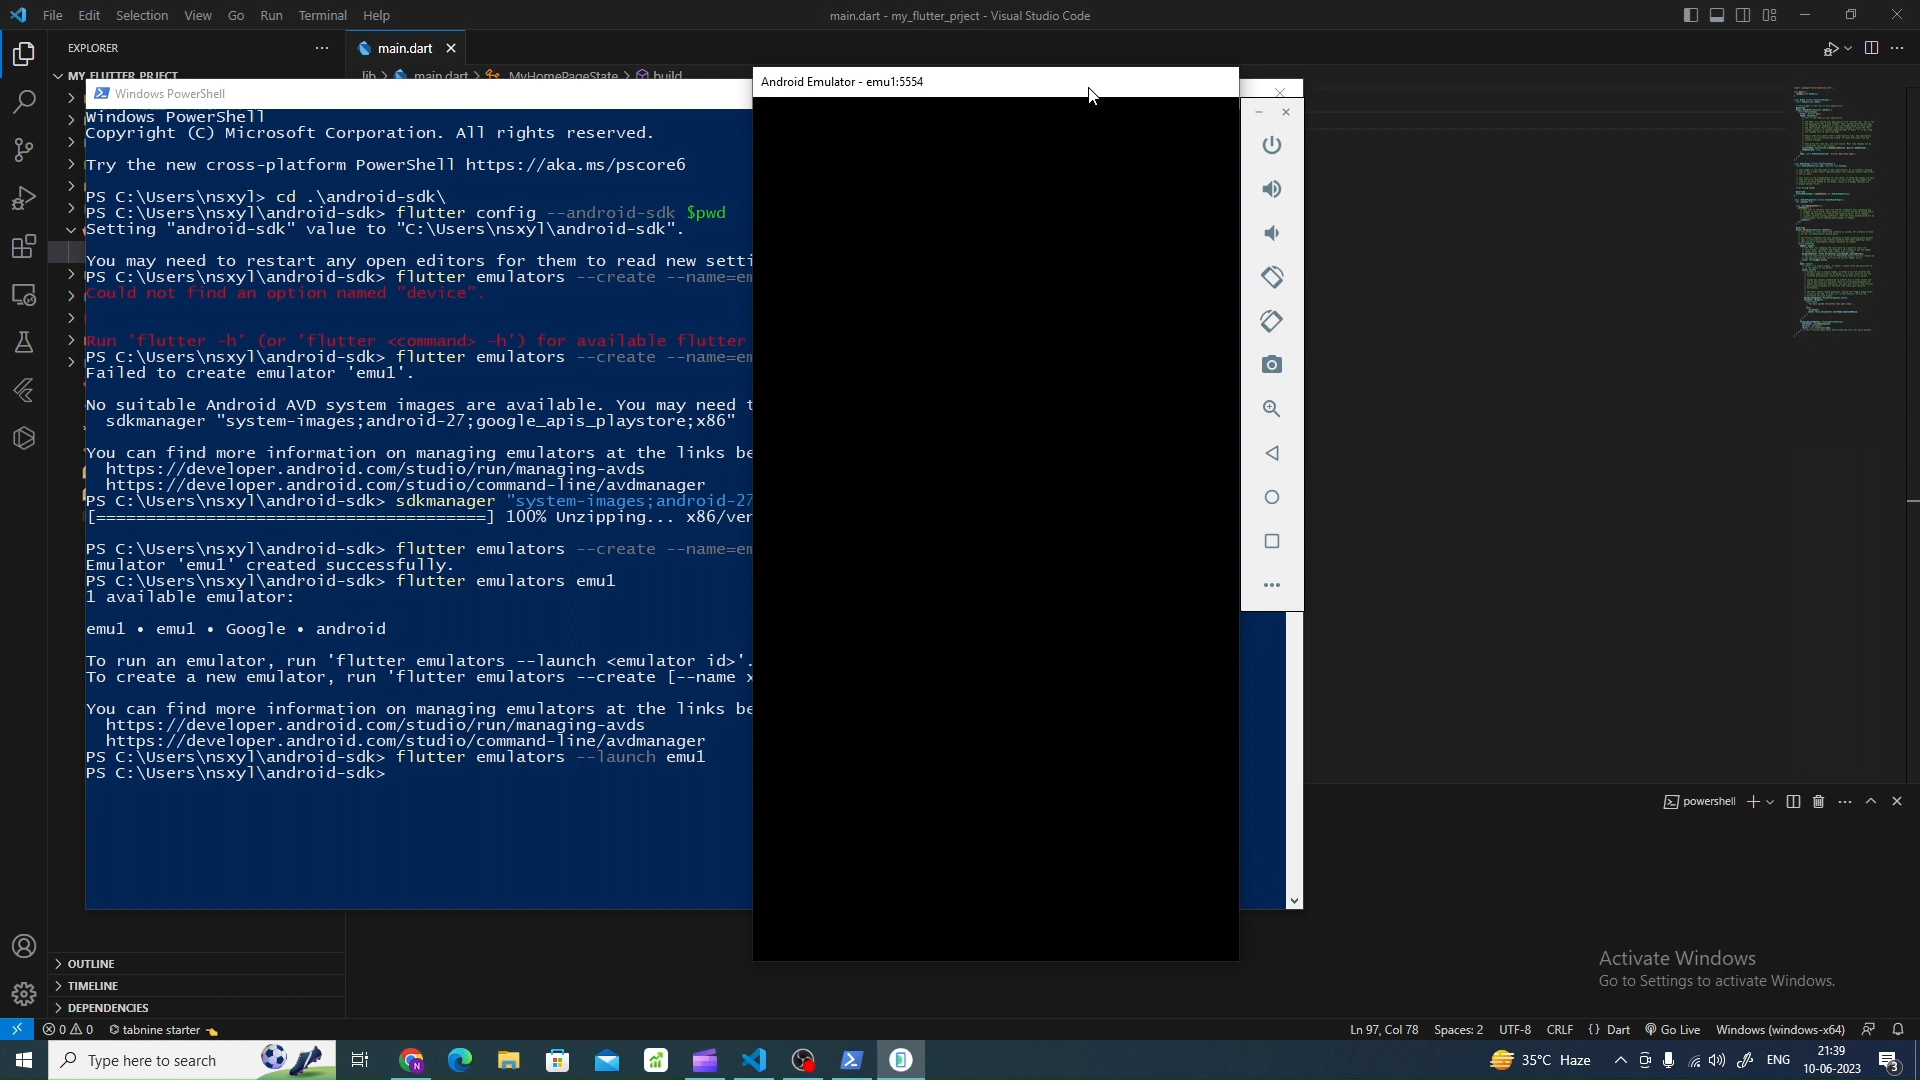 File Edit Selection View Go Run Terminal Help
main.dart - my_flutter_prject - Visual Studio Code
EXPLORER
main.dart
MY FLUTTER PRJECT
lib > main.dart > MyHomePageState > build
Windows PowerShell
Windows PowerShell
Copyright (C) Microsoft Corporation. All rights reserved.
Try the new cross-platform PowerShell https://aka.ms/pscore6
PS C:\Users\nsxyl> cd .\android-sdk\
PS C:\Users\nsxyl\android-sdk> flutter config --android-sdk $pwd
Setting "android-sdk" value to "C:\Users\nsxyl\android-sdk".
You may need to restart any open editors for them to read new setti
PS C:\Users\nsxyl\android-sdk> flutter emulators --create --name=em
Could not find an option named "device".
Run 'flutter -h' (or 'flutter <command> -h') for available flutter
PS C:\Users\nsxyl\android-sdk> flutter emulators --create --name=em
Failed to create emulator 'emu1'.
No suitable Android AVD system images are available. You may need t
sdkmanager "system-images;android-27;google_apis_playstore;x86"
You can find more information on managing emulators at the links be
https://developer.android.com/studio/run/managing-avds
https://developer.android.com/studio/command-line/avdmanager
PS C:\Users\nsxyl\android-sdk> sdkmanager "system-images;android-27
[=======================================] 100% Unzipping... x86/ver
PS C:\Users\nsxyl\android-sdk> flutter emulators --create --name=em
Emulator 'emu1' created successfully.
PS C:\Users\nsxyl\android-sdk> flutter emulators emu1
1 available emulator:
emu1 • emu1 • Google • android
To run an emulator, run 'flutter emulators --launch <emulator id>'.
To create a new emulator, run 'flutter emulators --create [--name x
You can find more information on managing emulators at the links be
https://developer.android.com/studio/run/managing-avds
https://developer.android.com/studio/command-line/avdmanager
PS C:\Users\nsxyl\android-sdk> flutter emulators --launch emu1
PS C:\Users\nsxyl\android-sdk>
Android Emulator - emu1:5554
powershell
OUTLINE
TIMELINE
DEPENDENCIES
Activate Windows
Go to Settings to activate Windows.
0 0 tabnine starter
Ln 97, Col 78 Spaces: 2 UTF-8 CRLF {} Dart Go Live Windows (windows-x64)
Type here to search
35°C Haze
ENG
21:39
10-06-2023
3